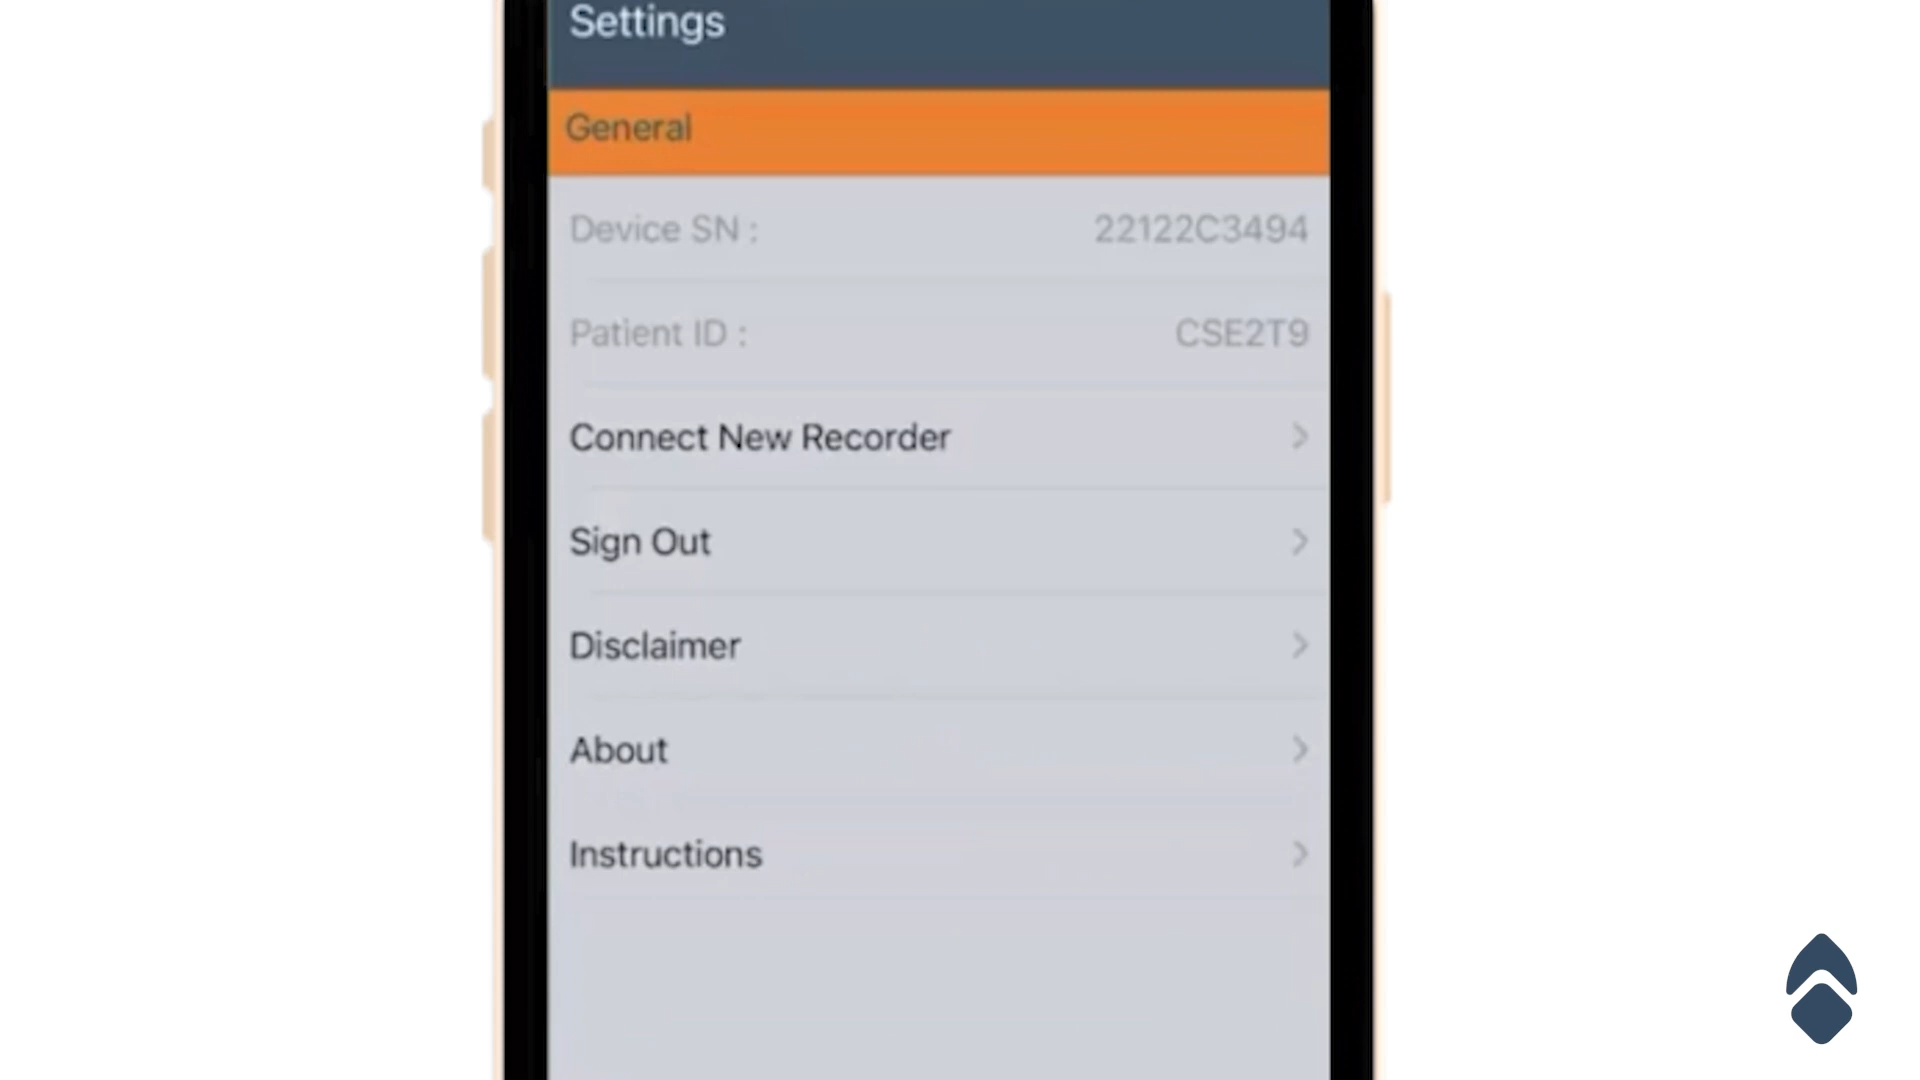 Settings
General
Device SN : 22122C3494
Patient ID : CSE2T9
Connect New Recorder
Sign Out
Disclaimer
About
Instructions